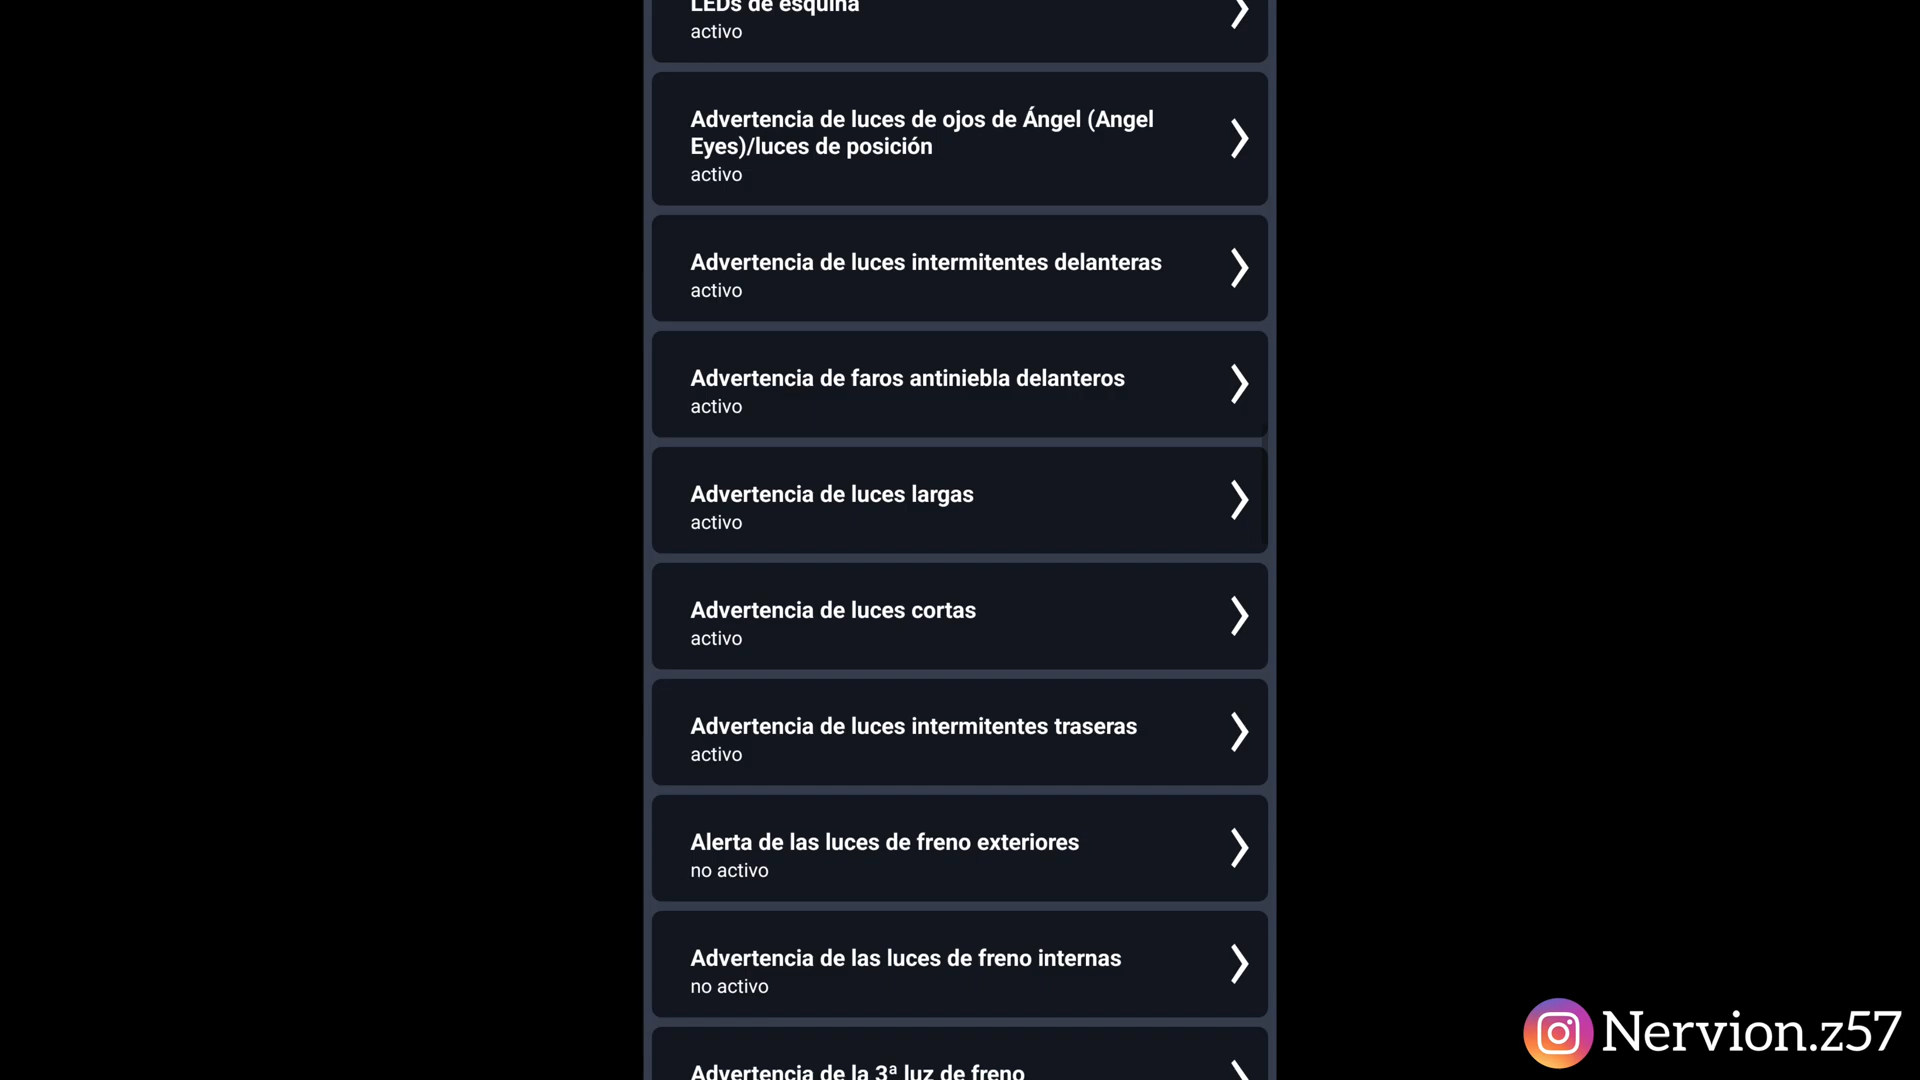 LEDs de esquina
activo
Advertencia de luces de ojos de Ángel (Angel
Eyes)/luces de posición
activo
Advertencia de luces intermitentes delanteras
activo
Advertencia de faros antiniebla delanteros
activo
Advertencia de luces largas
activo
Advertencia de luces cortas
activo
Advertencia de luces intermitentes traseras
activo
Alerta de las luces de freno exteriores
no activo
Advertencia de las luces de freno internas
no activo
Advertencia de la 3ª luz de freno
Nervion.z57